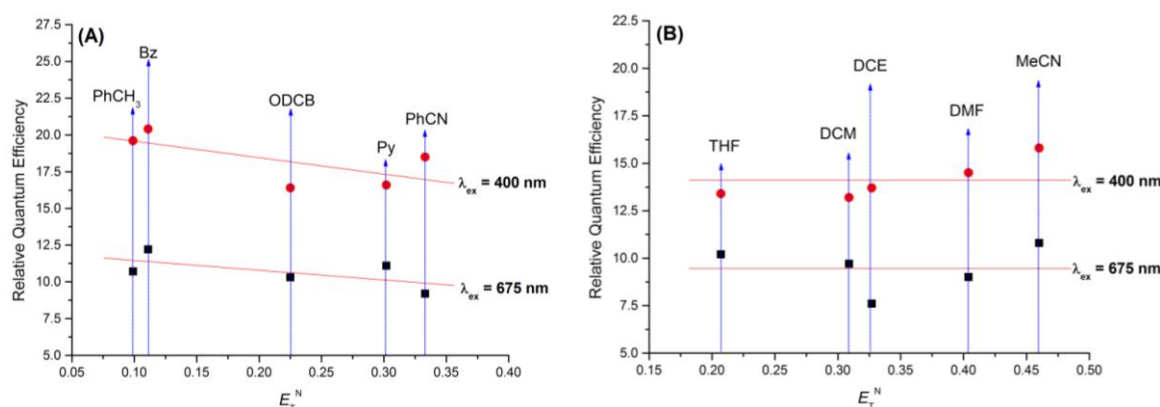 (A)
Bz
PhCH3
ODCB
PhCN
Py
λex = 400 nm
λex = 675 nm
Relative Quantum Efficiency
27.5
25.0
22.5
20.0
17.5
15.0
12.5
10.0
7.5
5.0
0.05 0.10 0.15 0.20 0.25 0.30 0.35 0.40
ETN
(B)
MeCN
DCE
DMF
THF
DCM
λex = 400 nm
λex = 675 nm
Relative Quantum Efficiency
22.5
20.0
17.5
15.0
12.5
10.0
7.5
5.0
0.15 0.20 0.25 0.30 0.35 0.40 0.45 0.50
ETN